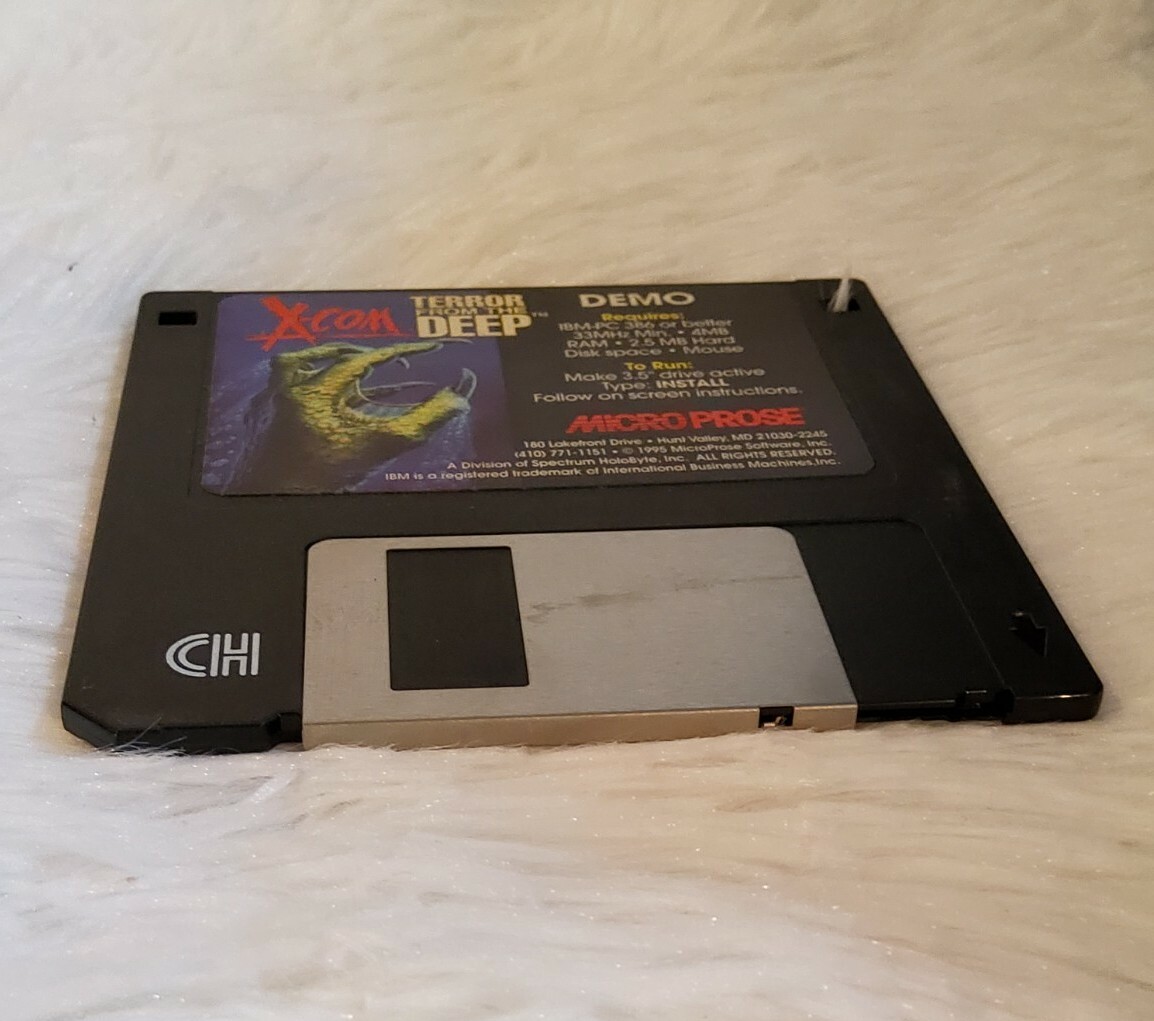 X-COM
TERROR
FROM THE
DEEP™
DEMO
Requires:
IBM-PC 386 or better
33MHz Min. • 4MB
RAM • 2.5 MB Hard
Disk space • Mouse
To Run:
Make 3.5" drive active
Type: INSTALL
Follow on screen instructions.
MICROPROSE
180 Lakefront Drive • Hunt Valley, MD 21030-2245
(410) 771-1151 • © 1995 MicroProse Software, Inc.
A Division of Spectrum HoloByte, Inc. ALL RIGHTS RESERVED.
IBM is a registered trademark of International Business Machines, Inc.
CH